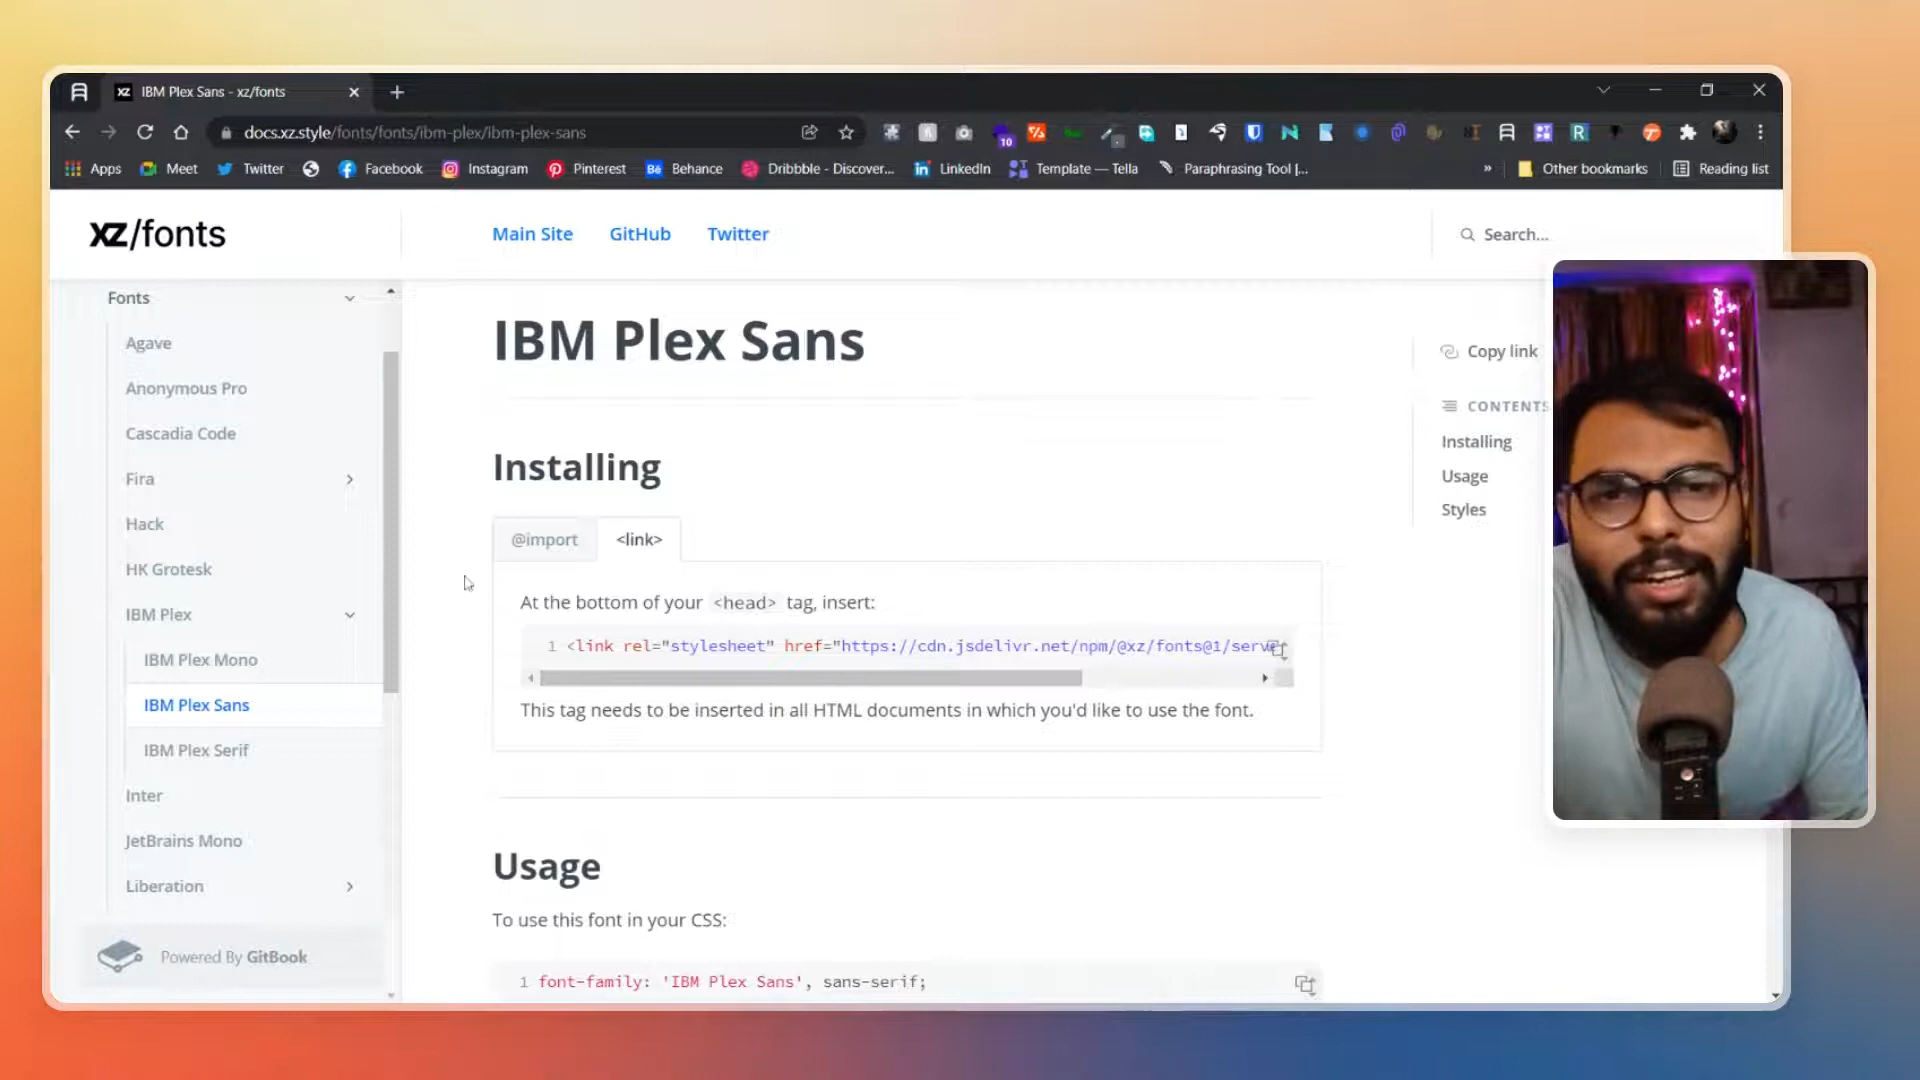 IBM Plex Sans - xz/fonts
docs.xz.style/fonts/fonts/ibm-plex/ibm-plex-sans
10
Apps
Meet
Twitter
Facebook
Instagram
Pinterest
Behance
Dribbble - Discover...
LinkedIn
Template — Tella
Paraphrasing Tool |...
»
Other bookmarks
Reading list
xz/fonts
Main Site
GitHub
Twitter
Search...
Fonts
Agave
Anonymous Pro
Cascadia Code
Fira
Hack
HK Grotesk
IBM Plex
IBM Plex Mono
IBM Plex Sans
IBM Plex Serif
Inter
JetBrains Mono
Liberation
Powered By GitBook
IBM Plex Sans
Installing
@import
<link>
At the bottom of your <head> tag, insert:
1 <link rel="stylesheet" href="https://cdn.jsdelivr.net/npm/@xz/fonts@1/serve
This tag needs to be inserted in all HTML documents in which you'd like to use the font.
Usage
To use this font in your CSS:
1 font-family: 'IBM Plex Sans', sans-serif;
Copy link
CONTENTS
Installing
Usage
Styles